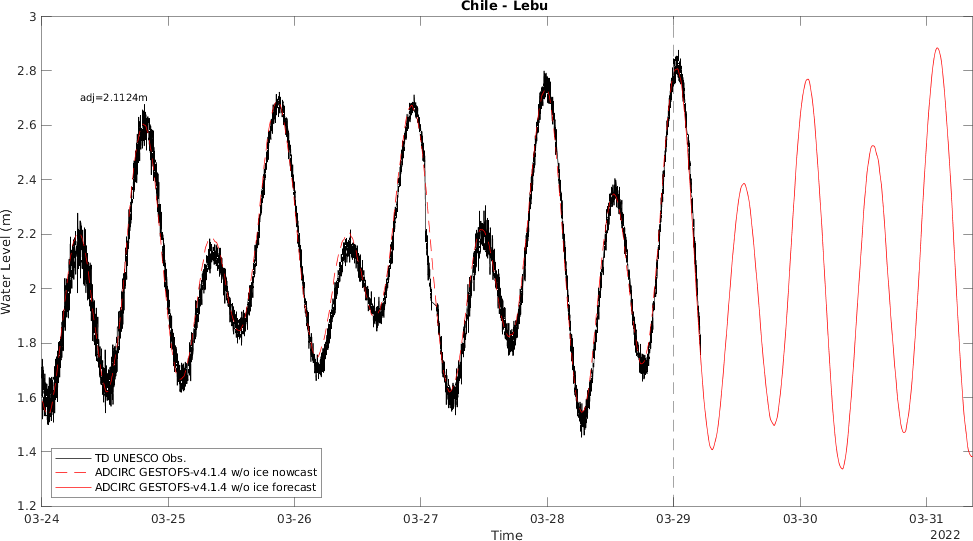 Chile - Lebu
3
2.8
adj=2.1124m
2.6
2.4
2.2
2
1.8
1.6
1.4
1.2
Water Level (m)
TD UNESCO Obs.
ADCIRC GESTOFS-v4.1.4 w/o ice nowcast
ADCIRC GESTOFS-v4.1.4 w/o ice forecast
03-24 03-25 03-26 03-27 03-28 03-29 03-30 03-31
Time
2022